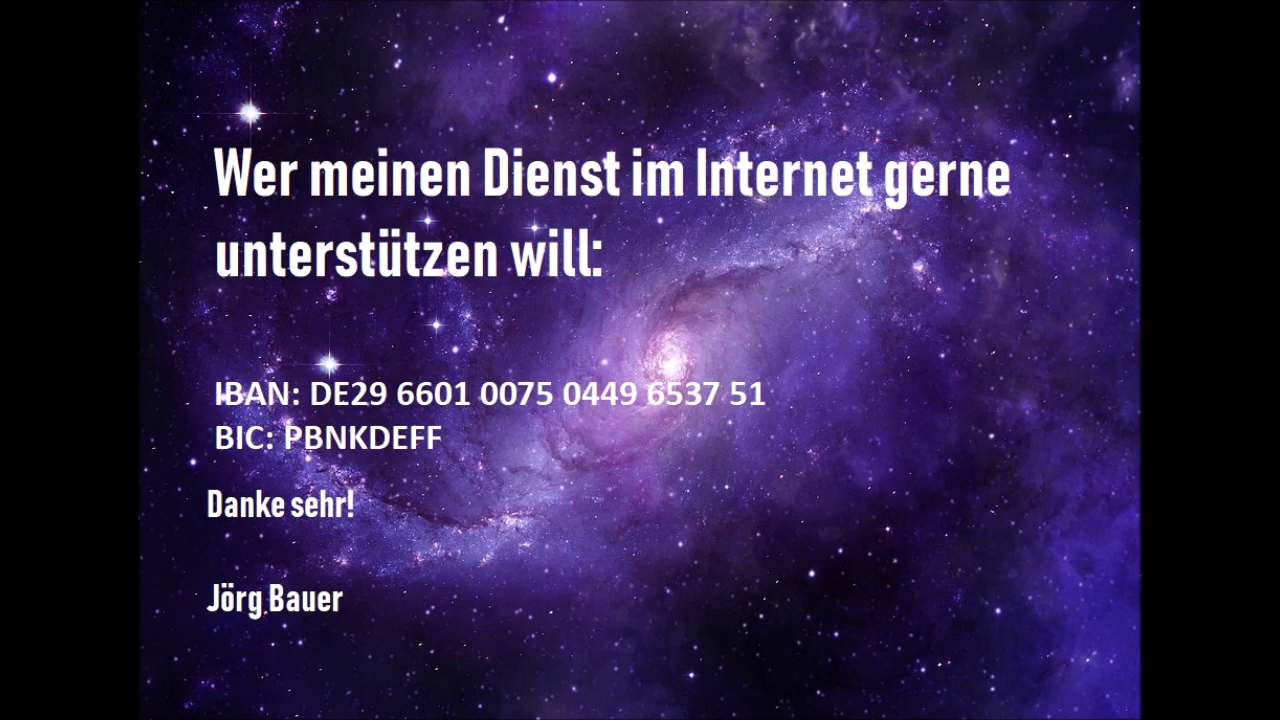 Wer meinen Dienst im Internet gerne
unterstützen will:
IBAN: DE29 6601 0075 0449 6537 51
BIC: PBNKDEFF
Danke sehr!
Jörg Bauer